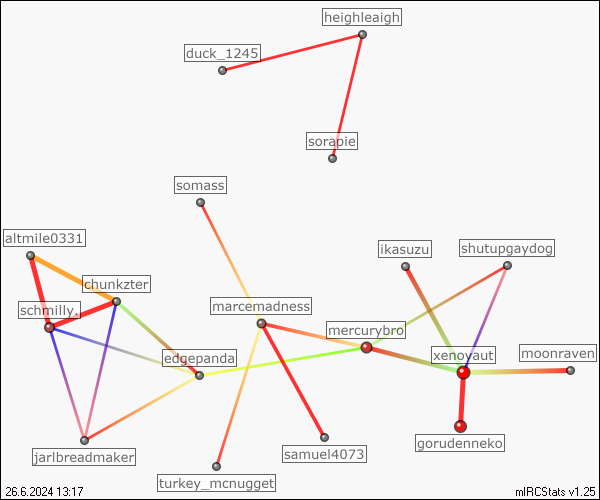 heighleaigh
duck_1245
sorapie
somass
altmile0331
ikasuzu
shutupgaydog
chunkzter
schmilly.
marcemadness
mercurybro
edgepanda
xenoyaut
moonraven
jarlbreadmaker
samuel4073
gorudenneko
turkey_mcnugget
26.6.2024 13:17
mIRCStats v1.25